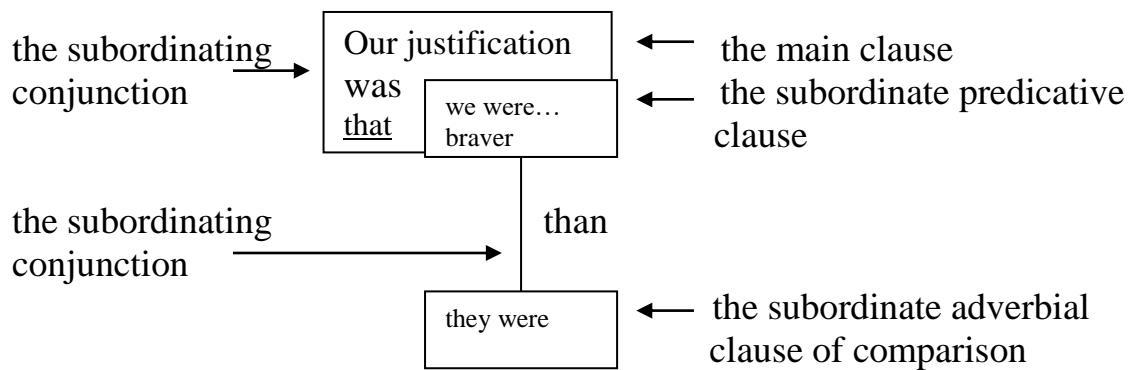 the subordinating
conjunction
Our justification
was
that
we were…
braver
the main clause
the subordinate predicative
clause
the subordinating
conjunction
than
they were
the subordinate adverbial
clause of comparison